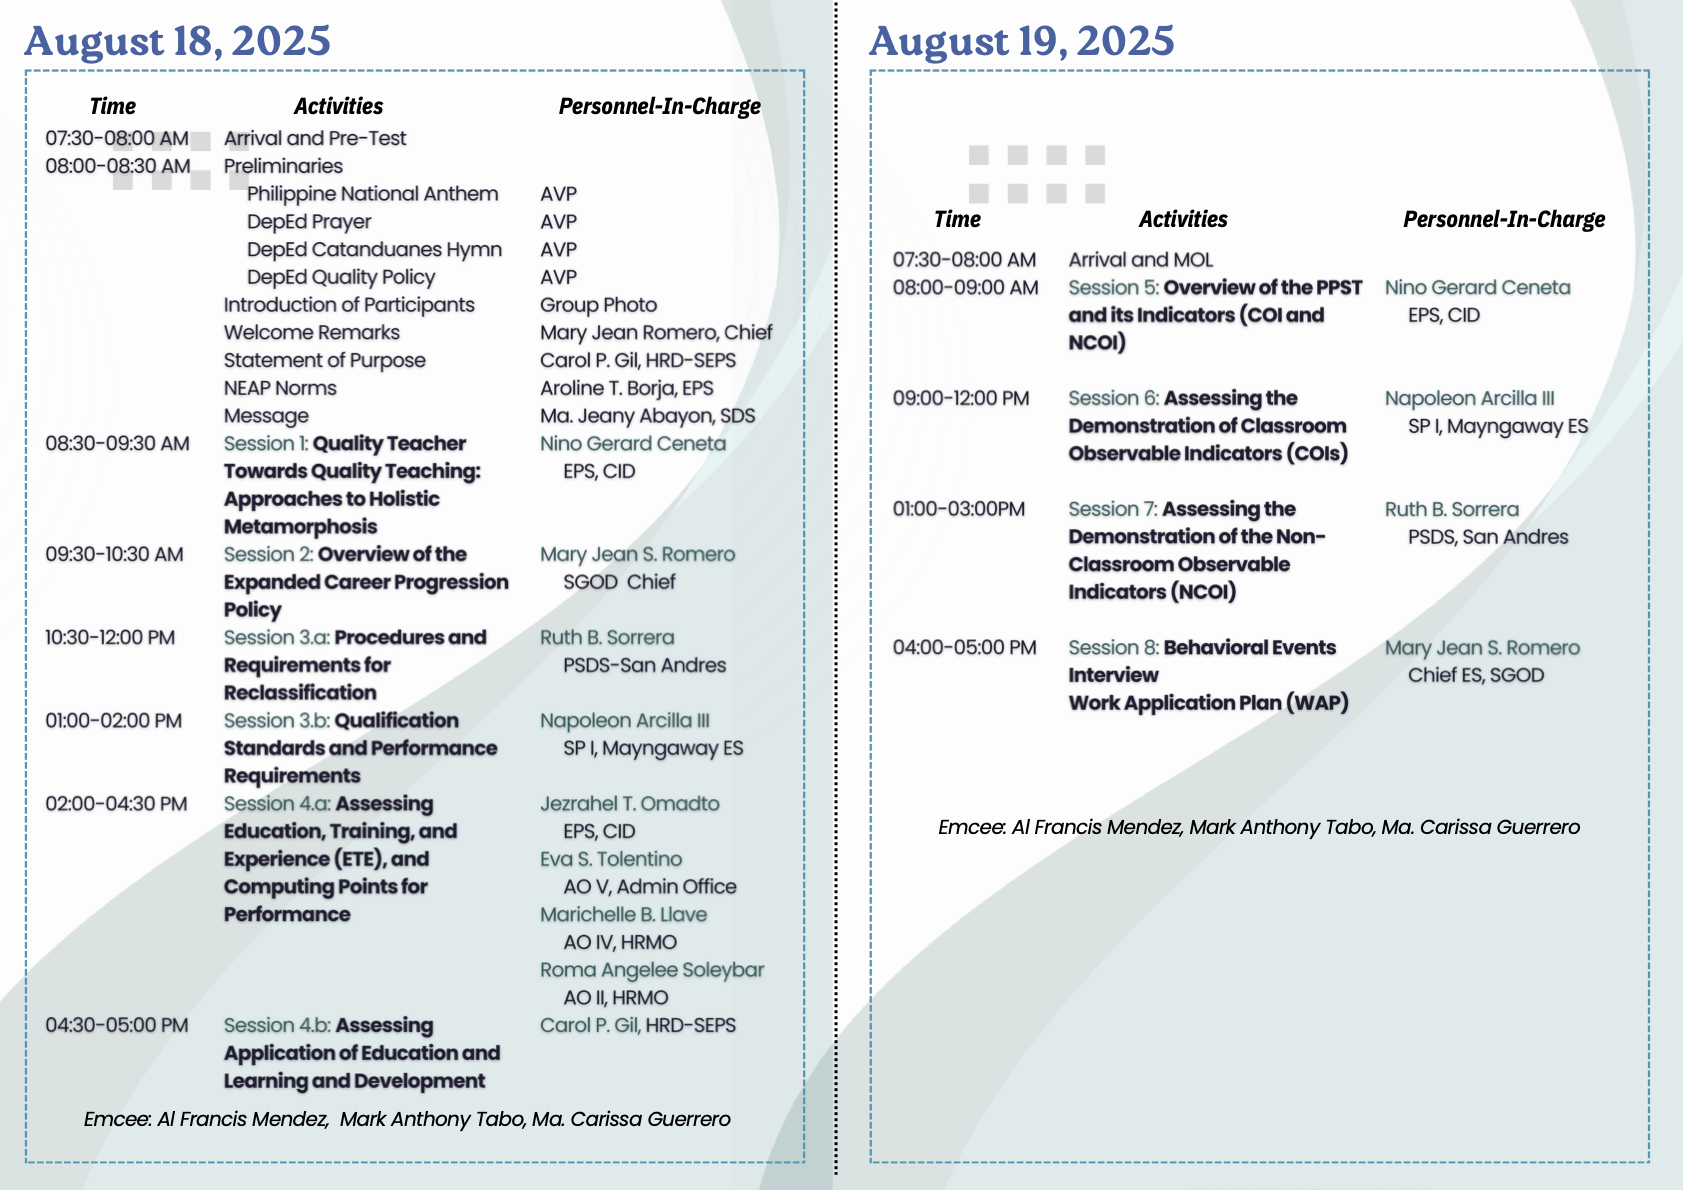 August 18, 2025
Time Activities Personnel-In-Charge
07:30-08:00 AM Arrival and Pre-Test
08:00-08:30 AM Preliminaries
Philippine National Anthem AVP
DepEd Prayer AVP
DepEd Catanduanes Hymn AVP
DepEd Quality Policy AVP
Introduction of Participants Group Photo
Welcome Remarks Mary Jean Romero, Chief
Statement of Purpose Carol P. Gil, HRD-SEPS
NEAP Norms Aroline T. Borja, EPS
Message Ma. Jeany Abayon, SDS
08:30-09:30 AM Session 1: Quality Teacher Nino Gerard Ceneta
Towards Quality Teaching: EPS, CID
Approaches to Holistic
Metamorphosis
09:30-10:30 AM Session 2: Overview of the Mary Jean S. Romero
Expanded Career Progression SGOD Chief
Policy
10:30-12:00 PM Session 3.a: Procedures and Ruth B. Sorrera
Requirements for PSDS-San Andres
Reclassification
01:00-02:00 PM Session 3.b: Qualification Napoleon Arcilla III
Standards and Performance SP I, Mayngaway ES
Requirements
02:00-04:30 PM Session 4.a: Assessing Jezrahel T. Omadto
Education, Training, and EPS, CID
Experience (ETE), and Eva S. Tolentino
Computing Points for AO V, Admin Office
Performance Marichelle B. Llave
AO IV, HRMO
Roma Angelee Soleybar
AO II, HRMO
04:30-05:00 PM Session 4.b: Assessing Carol P. Gil, HRD-SEPS
Application of Education and
Learning and Development
Emcee: Al Francis Mendez, Mark Anthony Tabo, Ma. Carissa Guerrero
August 19, 2025
Time Activities Personnel-In-Charge
07:30-08:00 AM Arrival and MOL
08:00-09:00 AM Session 5: Overview of the PPST Nino Gerard Ceneta
and its Indicators (COI and EPS, CID
NCOI)
09:00-12:00 PM Session 6: Assessing the Napoleon Arcilla III
Demonstration of Classroom SP I, Mayngaway ES
Observable Indicators (COIs)
01:00-03:00PM Session 7: Assessing the Ruth B. Sorrera
Demonstration of the Non- PSDS, San Andres
Classroom Observable
Indicators (NCOI)
04:00-05:00 PM Session 8: Behavioral Events Mary Jean S. Romero
Interview Chief ES, SGOD
Work Application Plan (WAP)
Emcee: Al Francis Mendez, Mark Anthony Tabo, Ma. Carissa Guerrero